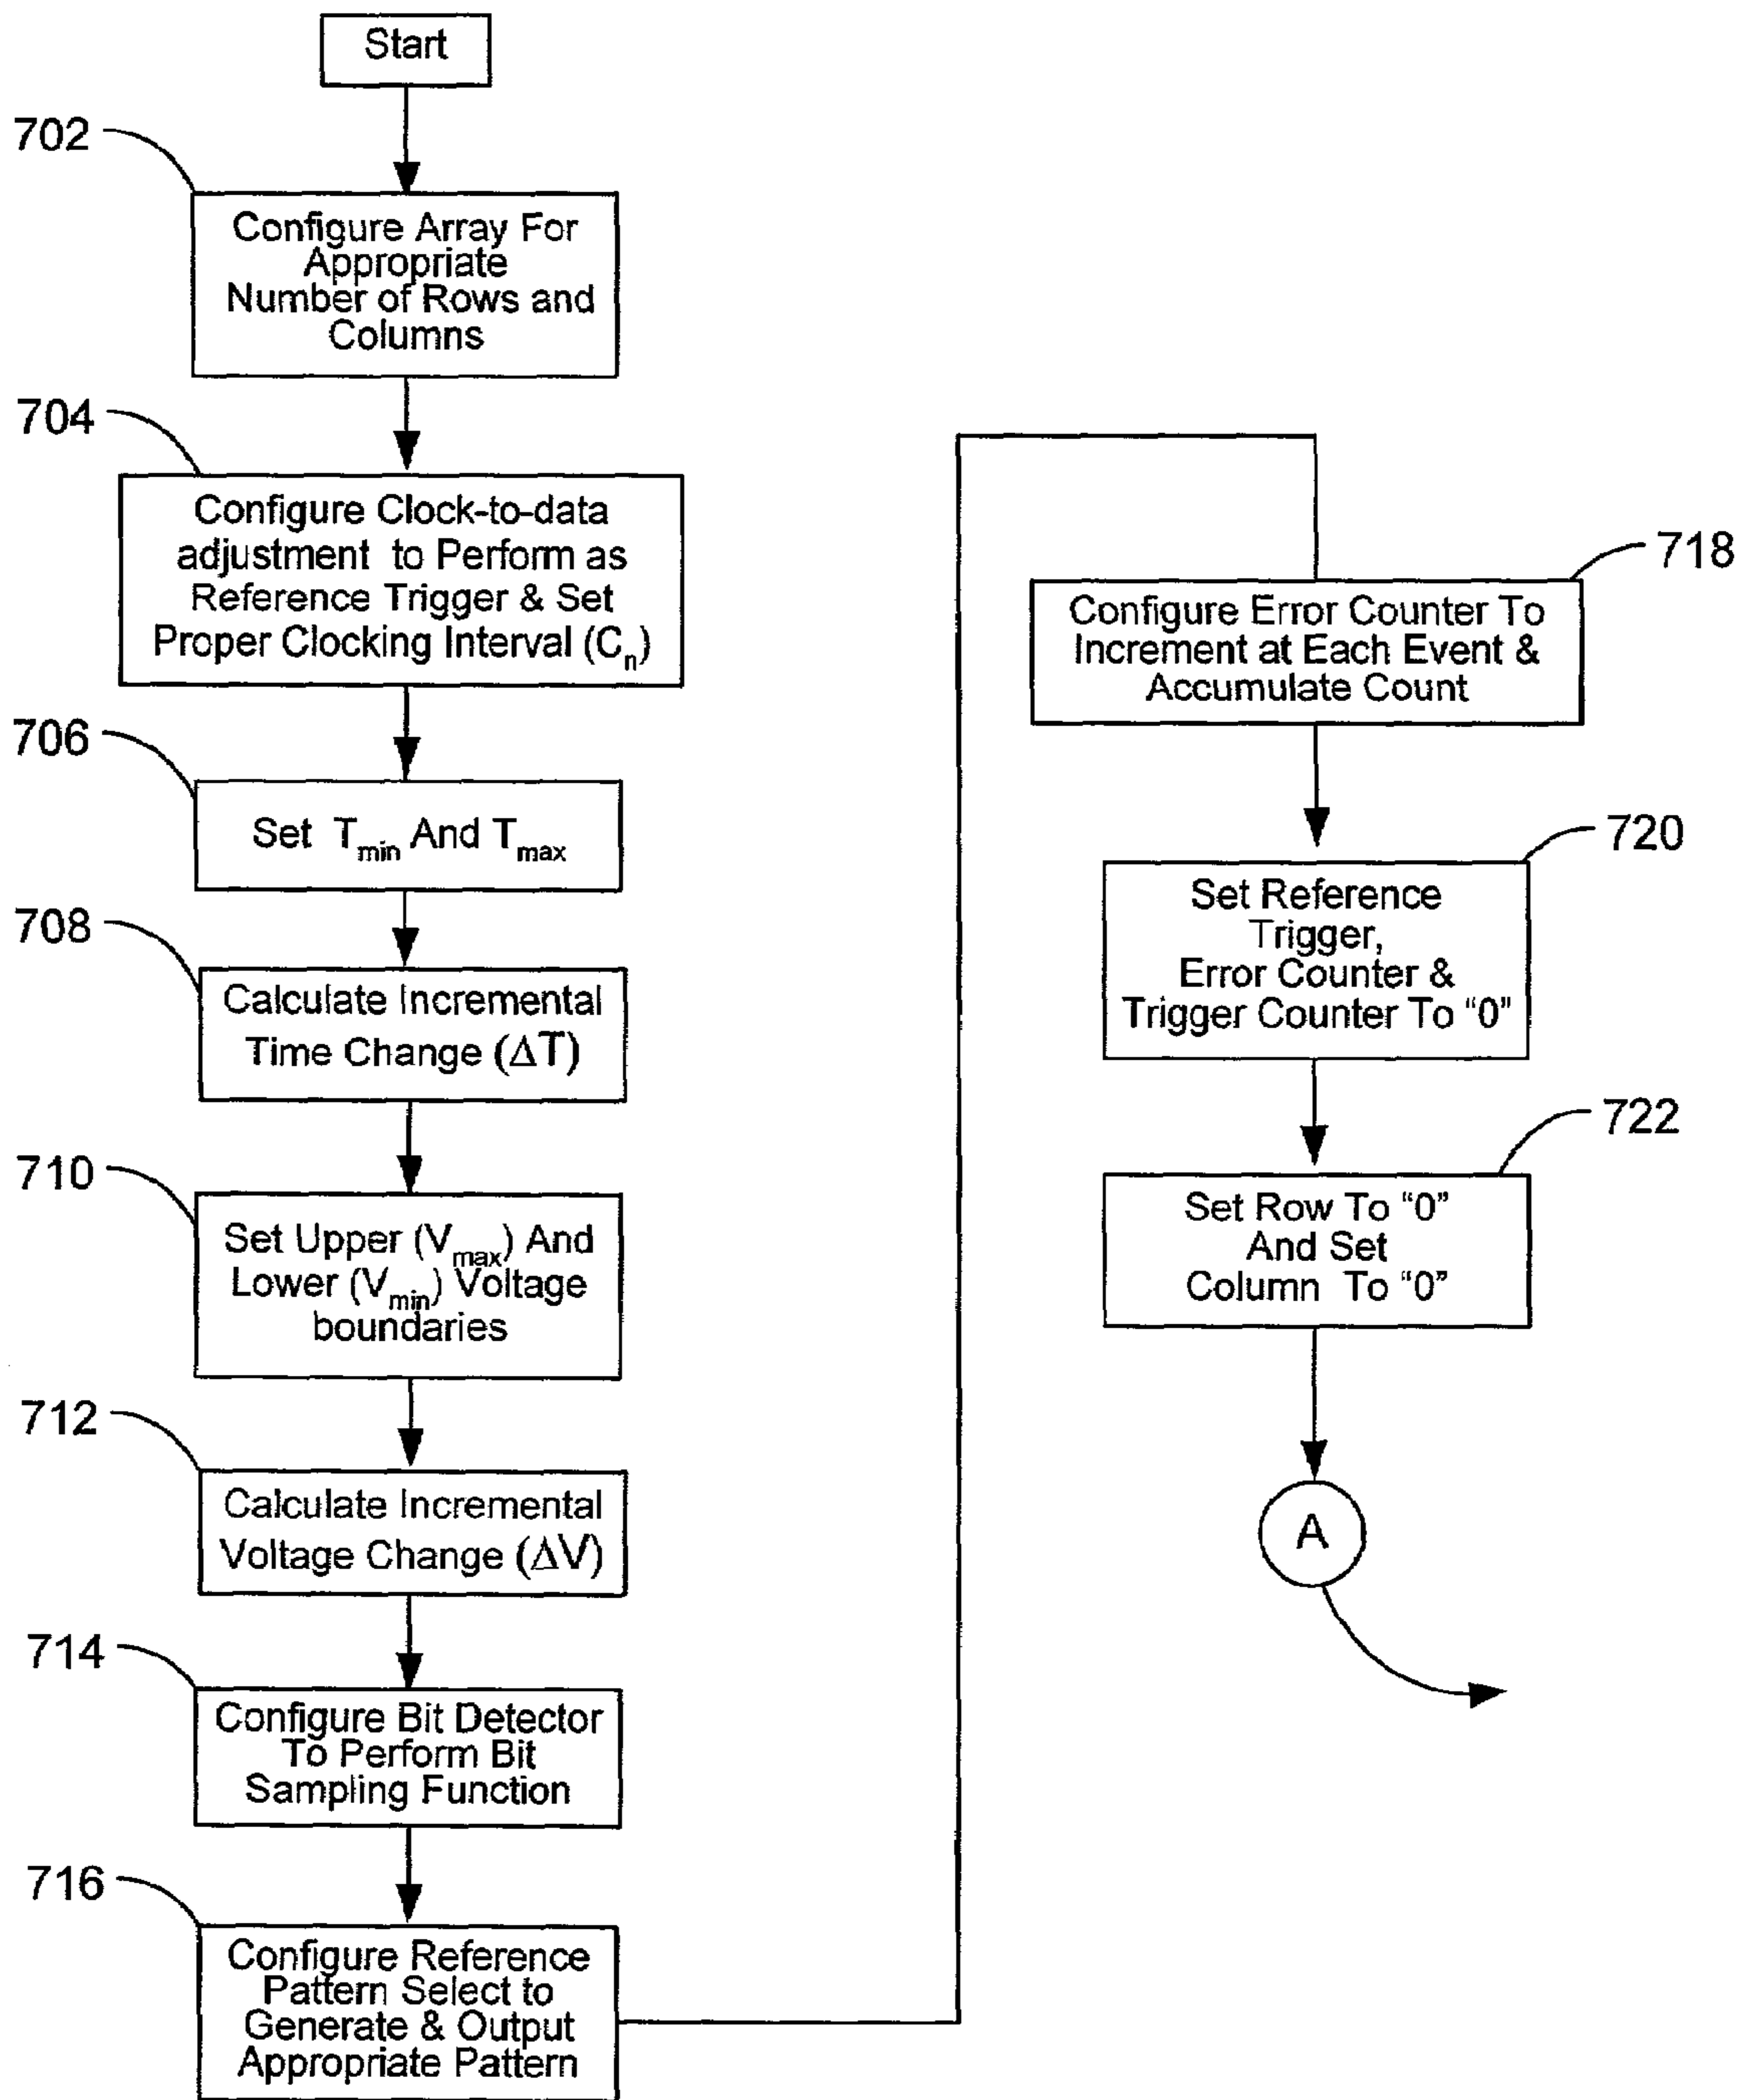 Start
702
Configure Array For
Appropriate
Number of Rows and
Columns
704
Configure Clock-to-data
adjustment to Perform as
Reference Trigger & Set
Proper Clocking Interval (Cn)
706
Set Tmin And Tmax
708
Calculate Incremental
Time Change (ΔT)
710
Set Upper (Vmax) And
Lower (Vmin) Voltage
boundaries
712
Calculate Incremental
Voltage Change (ΔV)
714
Configure Bit Detector
To Perform Bit
Sampling Function
716
Configure Reference
Pattern Select to
Generate & Output
Appropriate Pattern
718
Configure Error Counter To
Increment at Each Event &
Accumulate Count
720
Set Reference
Trigger,
Error Counter &
Trigger Counter To “0”
722
Set Row To “0”
And Set
Column To “0”
A